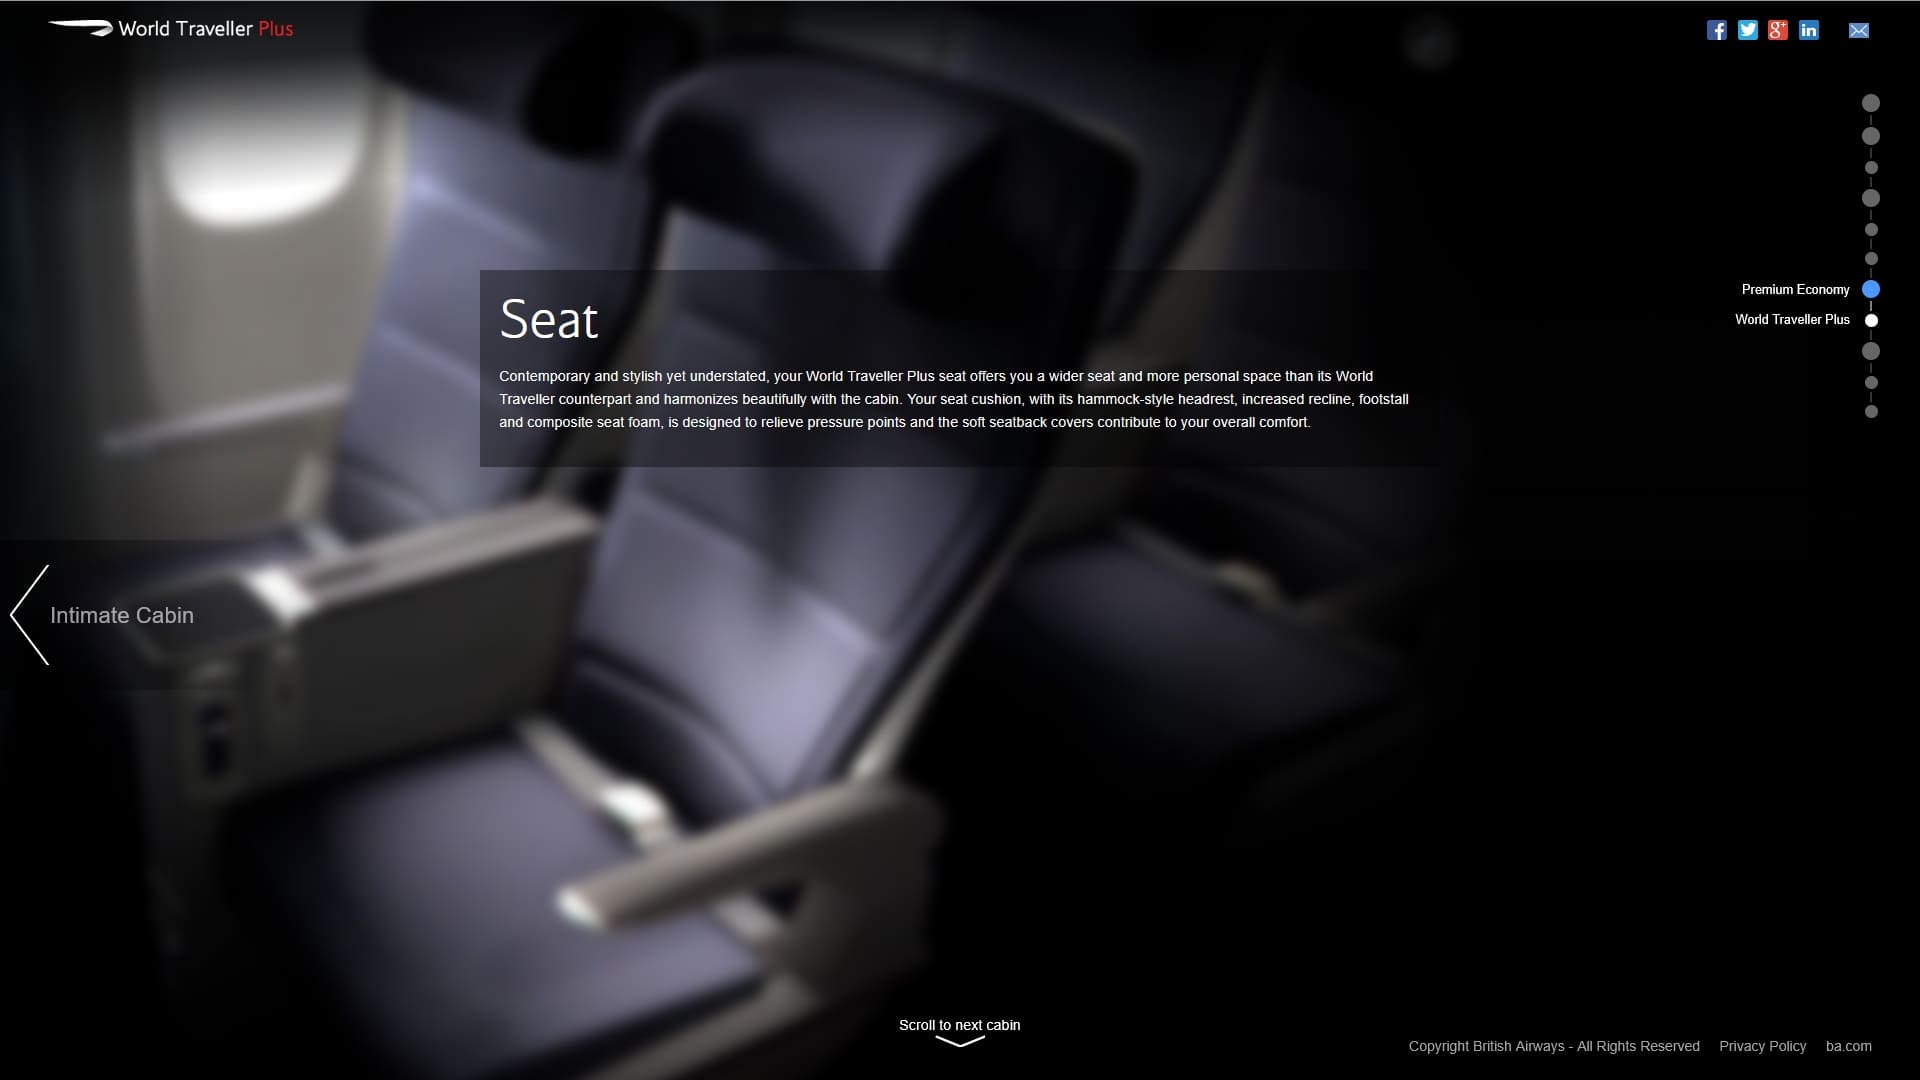 World Traveller Plus
Premium Economy
World Traveller Plus
Seat
Contemporary and stylish yet understated, your World Traveller Plus seat offers you a wider seat and more personal space than its World
Traveller counterpart and harmonizes beautifully with the cabin. Your seat cushion, with its hammock-style headrest, increased recline, footstall
and composite seat foam, is designed to relieve pressure points and the soft seatback covers contribute to your overall comfort.
Intimate Cabin
Scroll to next cabin
Copyright British Airways - All Rights Reserved Privacy Policy ba.com